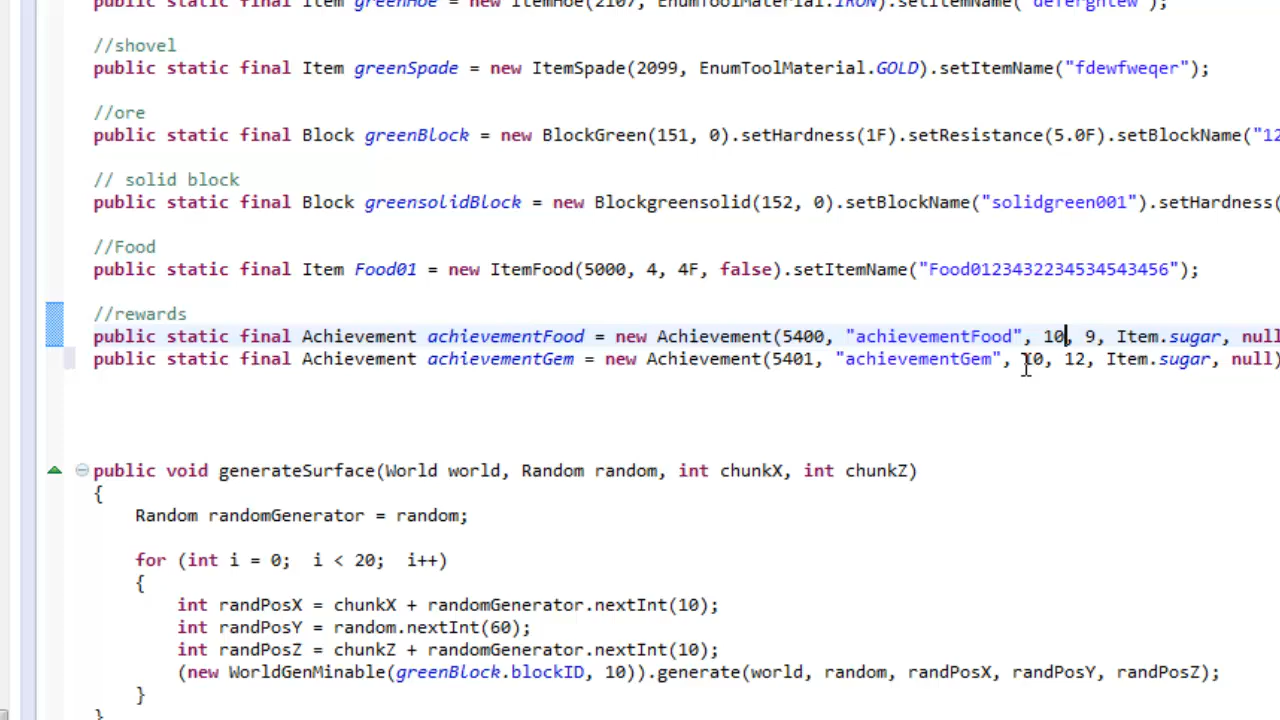 public static final Item greenHoe = new ItemHoe(2107, EnumToolMaterial.IRON).setItemName("deferghtew");
//shovel
public static final Item greenSpade = new ItemSpade(2099, EnumToolMaterial.GOLD).setItemName("fdewfweqer");
//ore
public static final Block greenBlock = new BlockGreen(151, 0).setHardness(1F).setResistance(5.0F).setBlockName("12
// solid block
public static final Block greensolidBlock = new Blockgreensolid(152, 0).setBlockName("solidgreen001").setHardness(
//Food
public static final Item Food01 = new ItemFood(5000, 4, 4F, false).setItemName("Food0123432234534543456");
//rewards
public static final Achievement achievementFood = new Achievement(5400, "achievementFood", 10, 9, Item.sugar, null
public static final Achievement achievementGem = new Achievement(5401, "achievementGem", 10, 12, Item.sugar, null)
public void generateSurface(World world, Random random, int chunkX, int chunkZ)
{
Random randomGenerator = random;
for (int i = 0; i < 20; i++)
{
int randPosX = chunkX + randomGenerator.nextInt(10);
int randPosY = random.nextInt(60);
int randPosZ = chunkZ + randomGenerator.nextInt(10);
(new WorldGenMinable(greenBlock.blockID, 10)).generate(world, random, randPosX, randPosY, randPosZ);
}
}